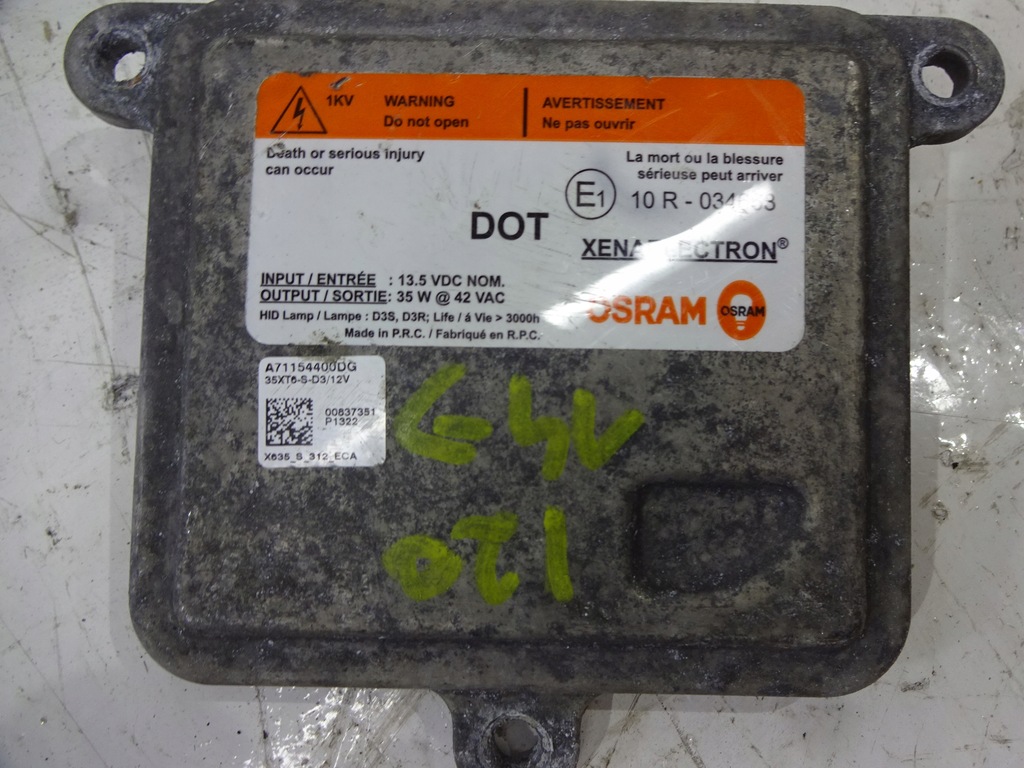 1KV WARNING AVERTISSEMENT
Do not open Ne pas ouvrir
Death or serious injury
can occur
La mort ou la blessure
sérieuse peut arriver
E1 10 R -
DOT
XENAELECTRON®
INPUT / ENTRÉE : 13.5 VDC NOM.
OUTPUT / SORTIE: 35 W @ 42 VAC
OSRAM OSRAM
HID Lamp / Lampe : D3S, D3R; Life / á Vie > 3000h
Made in P.R.C. / Fabriqué en R.P.C.
A71154400DG
35XT6-S-D3/12V
00837351
P1322
X635_S_312_ECA
120